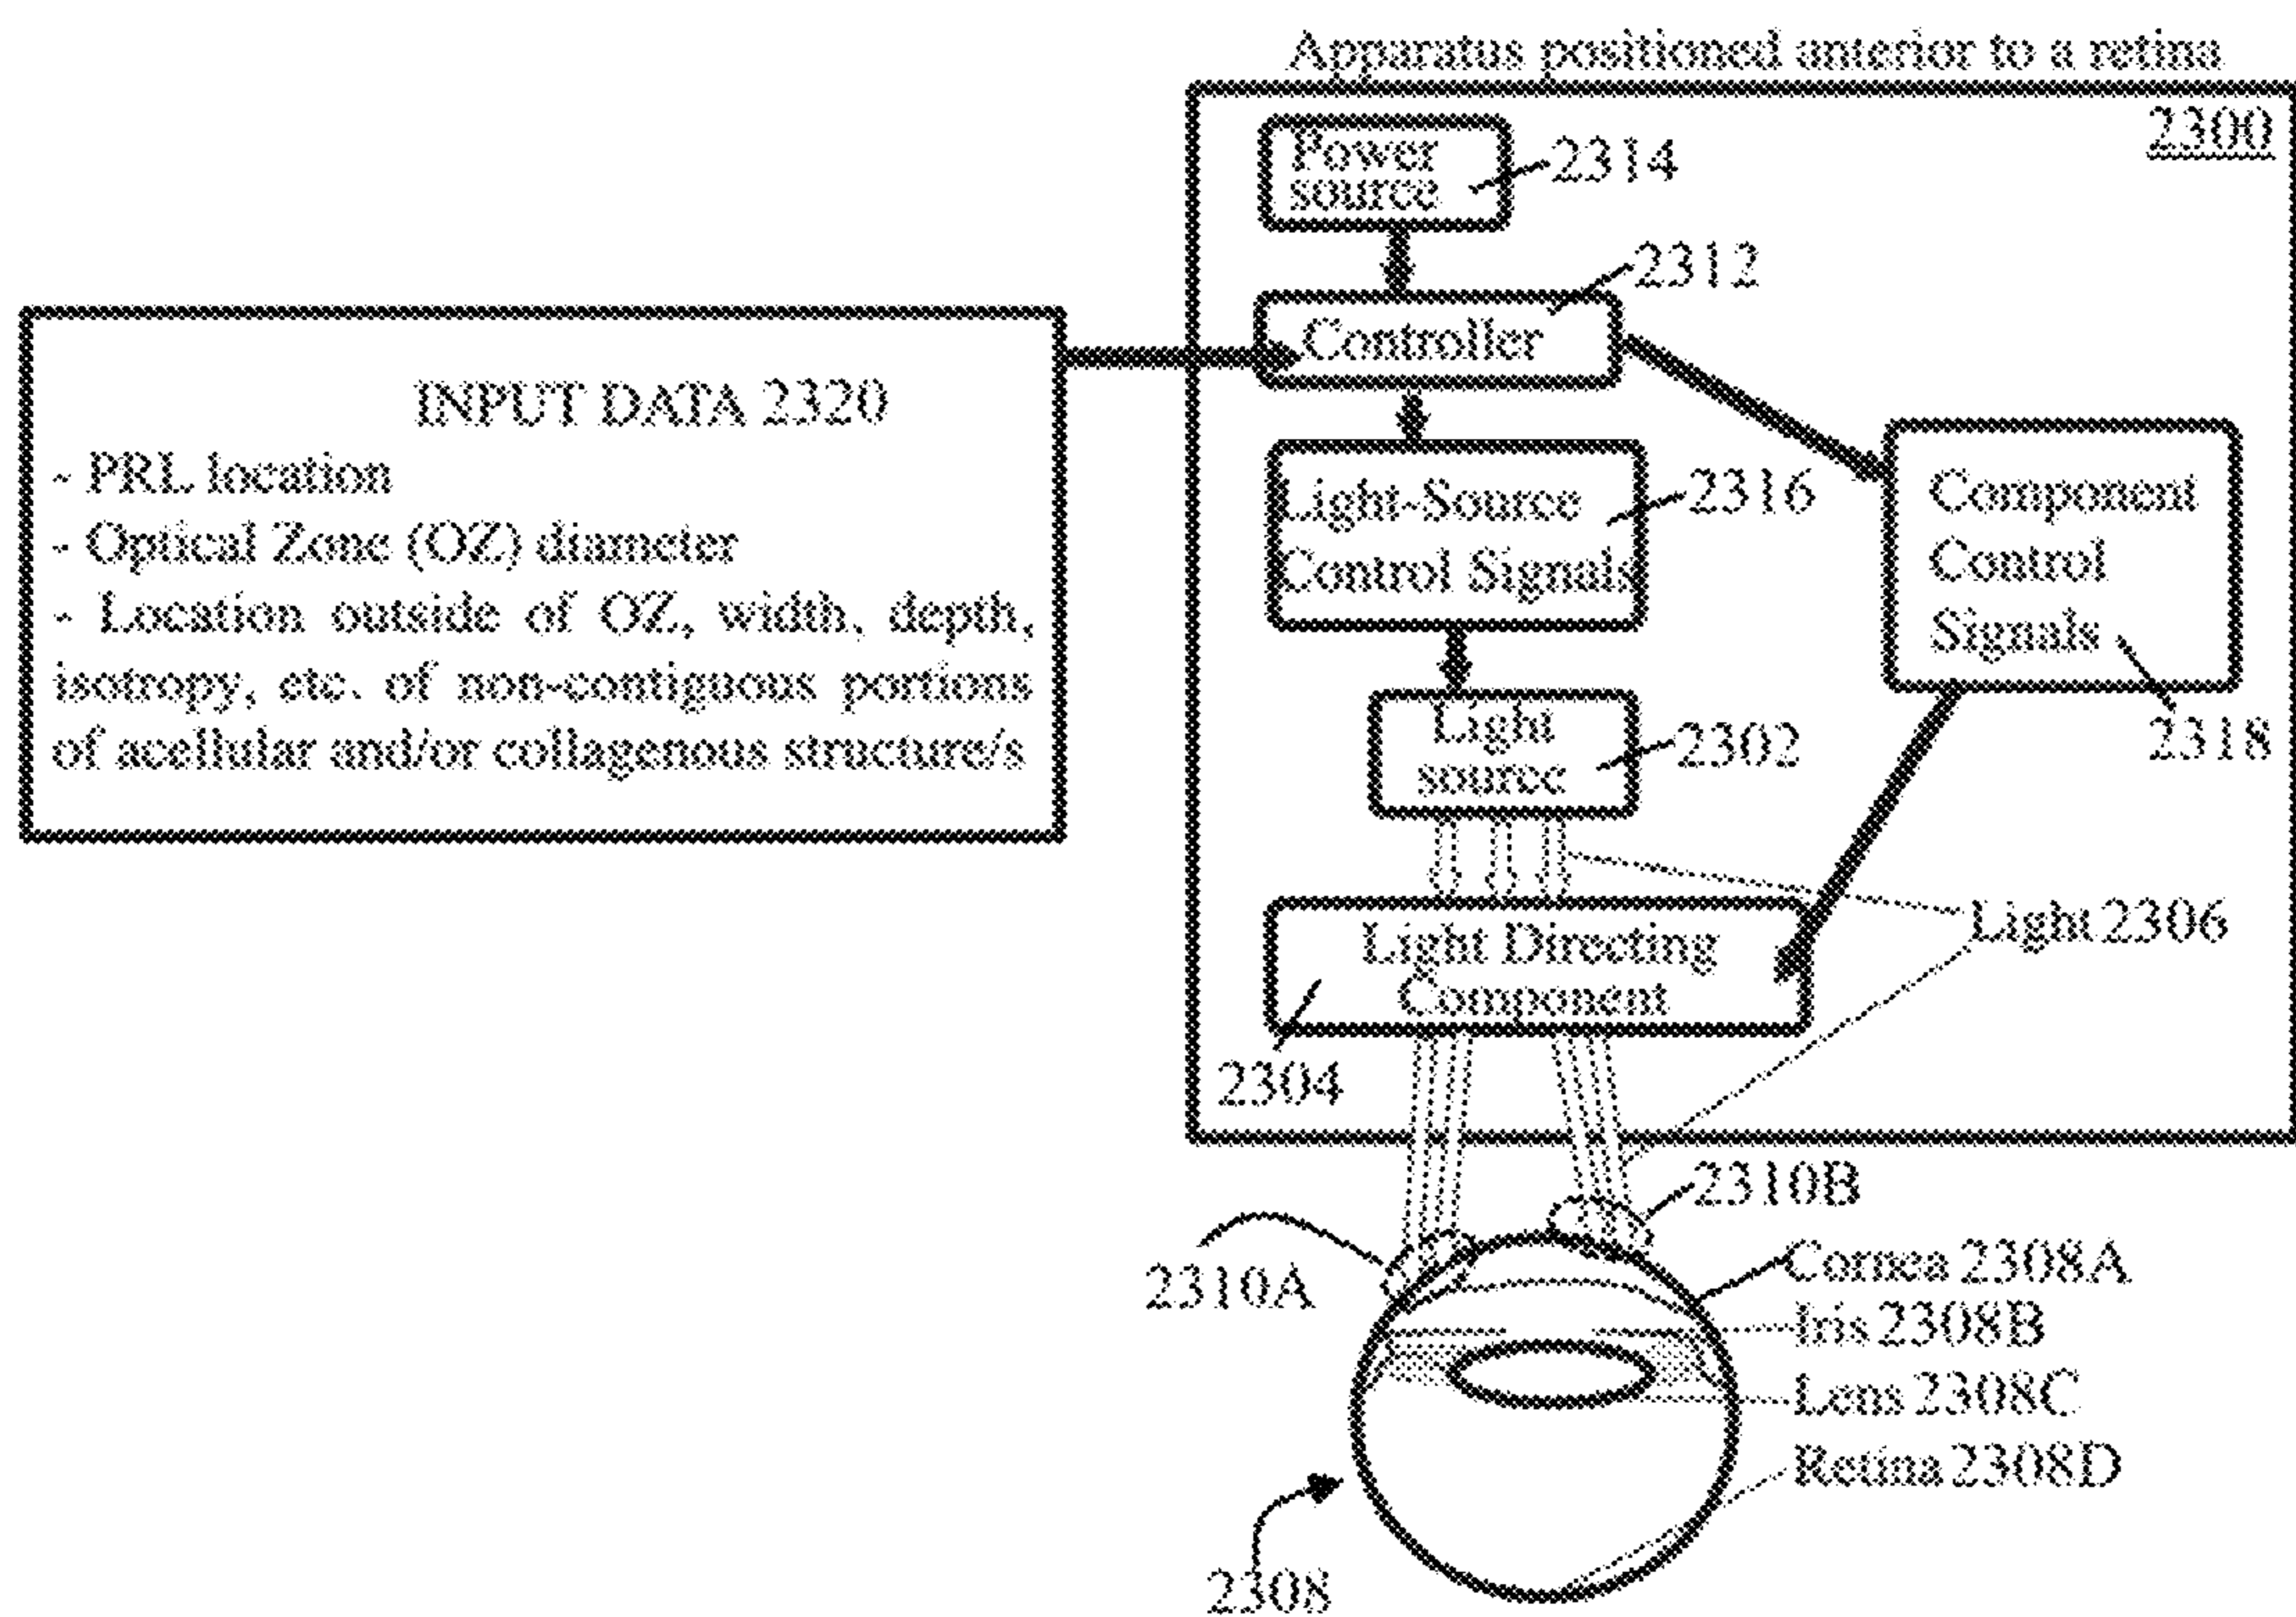 Apparatus positioned anterior to a retina
2300
Power
source
2314
2312
Controller
INPUT DATA 2320
- PRL location
- Optical Zone (OZ) diameter
- Location outside of OZ, width, depth,
isotropy, etc. of non-contiguous portions
of acellular and/or collagenous structure/s
Light-Source
Control Signals
2316
Component
Control
Signals
2318
Light
source
2302
Light 2306
Light Directing
Component
2304
2310B
2310A
Cornea 2308A
Iris 2308B
Lens 2308C
Retina 2308D
2308